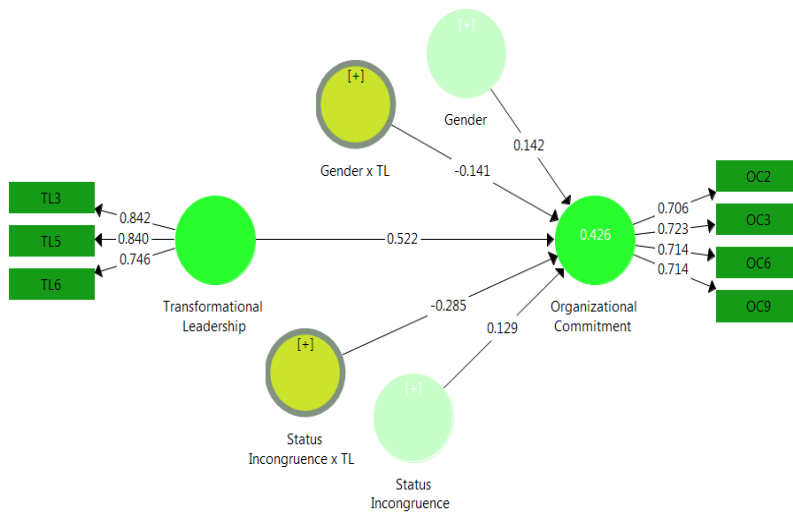 [+]
Gender
[+]
Gender x TL
0.142
-0.141
TL3
TL5
TL6
0.842
0.840
0.746
Transformational
Leadership
0.522
0.426
Organizational
Commitment
0.706
0.723
0.714
0.714
OC2
OC3
OC6
OC9
-0.285
0.129
[+]
Status
Incongruence x TL
[+]
Status
Incongruence